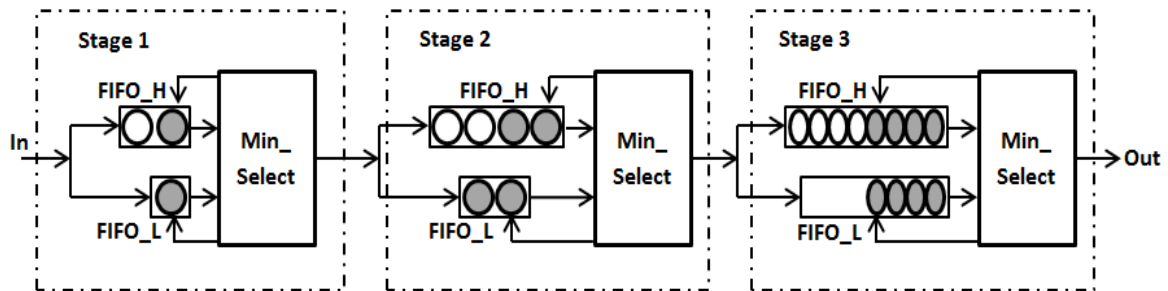 Stage 1
FIFO_H
In
Min_
Select
FIFO_L
Stage 2
FIFO_H
Min_
Select
FIFO_L
Stage 3
FIFO_H
Min_
Select
Out
FIFO_L